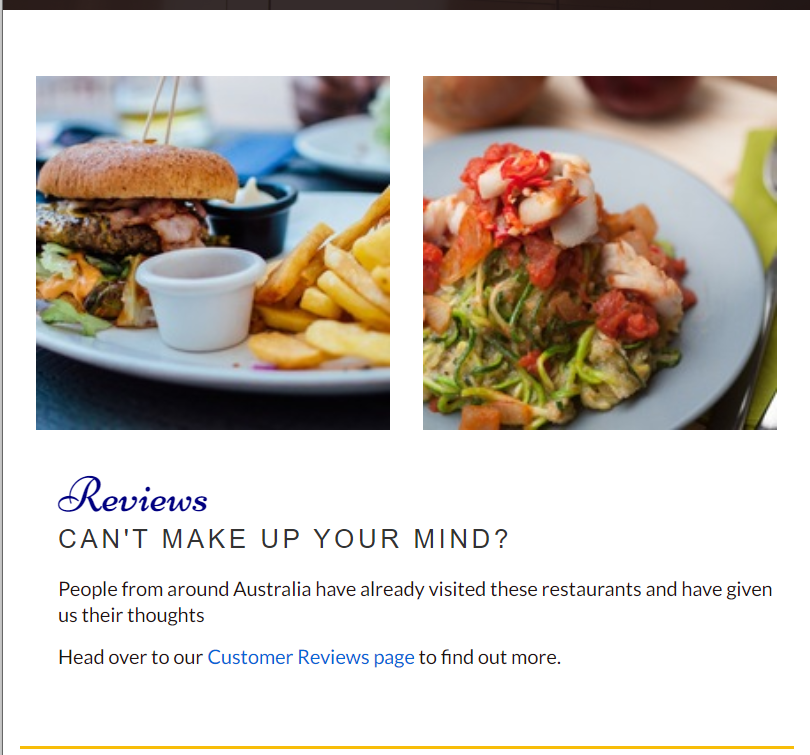 Reviews
CAN'T MAKE UP YOUR MIND?
People from around Australia have already visited these restaurants and have given
us their thoughts
Head over to our Customer Reviews page to find out more.